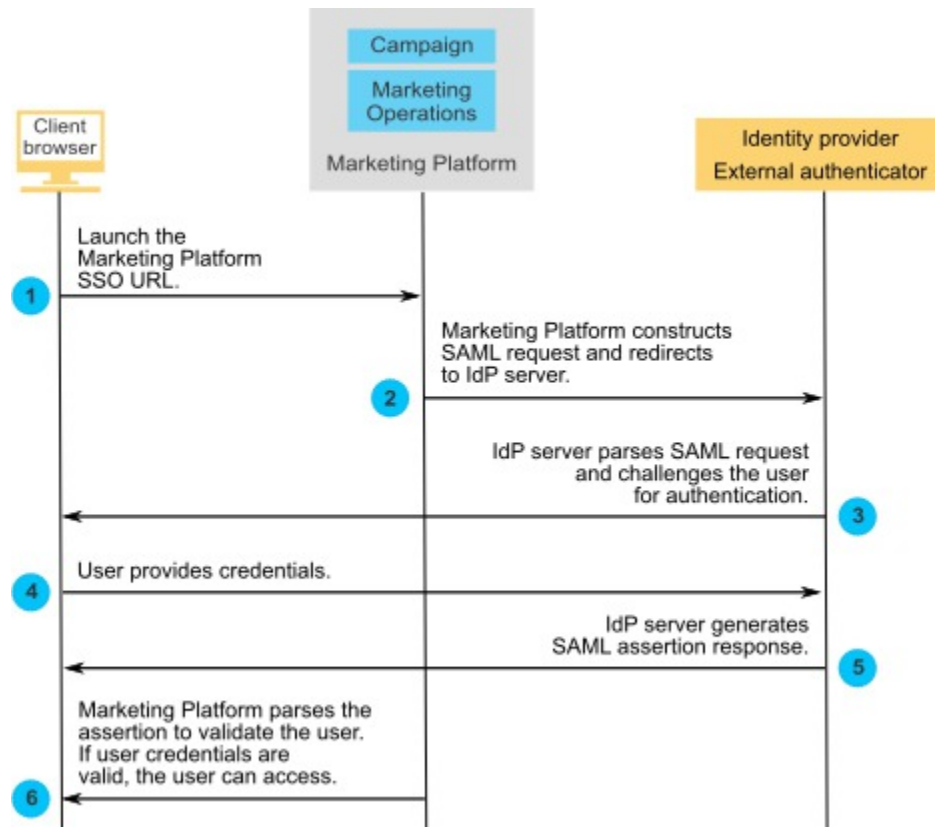 Campaign
Marketing
Operations
Marketing Platform
Client
browser
Identity provider
External authenticator
Launch the
Marketing Platform
SSO URL.
1
Marketing Platform constructs
SAML request and redirects
to IdP server.
2
IdP server parses SAML request
and challenges the user
for authentication.
3
User provides credentials.
4
IdP server generates
SAML assertion response.
5
Marketing Platform parses the
assertion to validate the user.
If user credentials are
valid, the user can access.
6